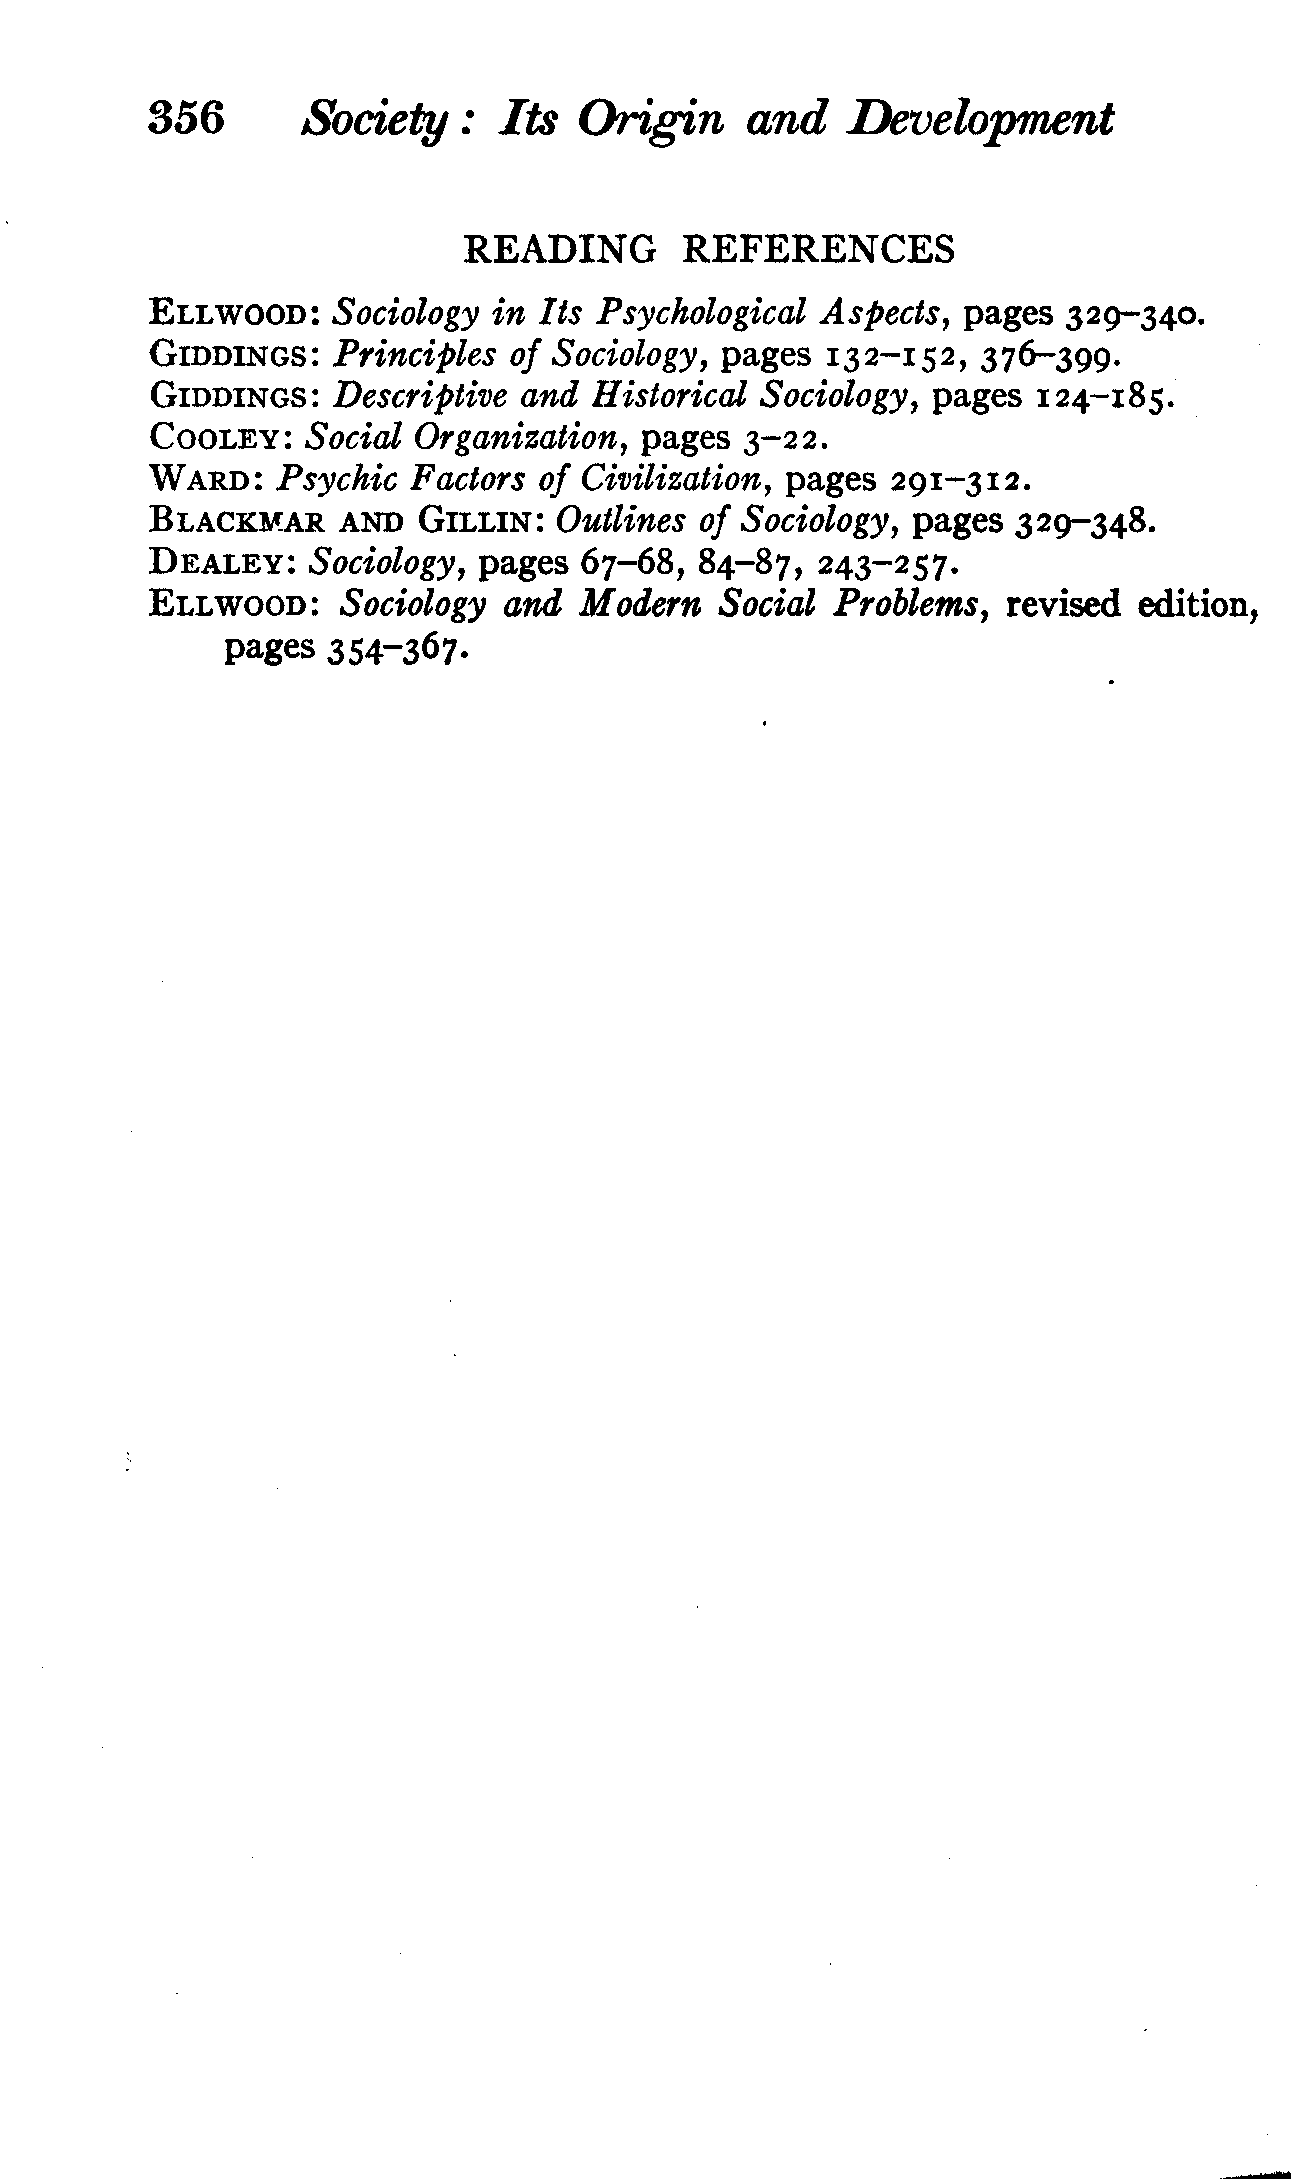 356 Society: Its Origin and Development
READING REFERENCES
ELLWOOD: Sociology in Its Psychological Aspects, pages 329–340.
GIDDINGS: Principles of Sociology, pages 132–152, 376–399.
GIDDINGS: Descriptive and Historical Sociology, pages 124–185.
COOLEY: Social Organization, pages 3–22.
WARD: Psychic Factors of Civilization, pages 291–312.
BLACKMAR AND GILLIN: Outlines of Sociology, pages 329–348.
DEALEY: Sociology, pages 67–68, 84–87, 243–257.
ELLWOOD: Sociology and Modern Social Problems, revised edition,
pages 354–367.